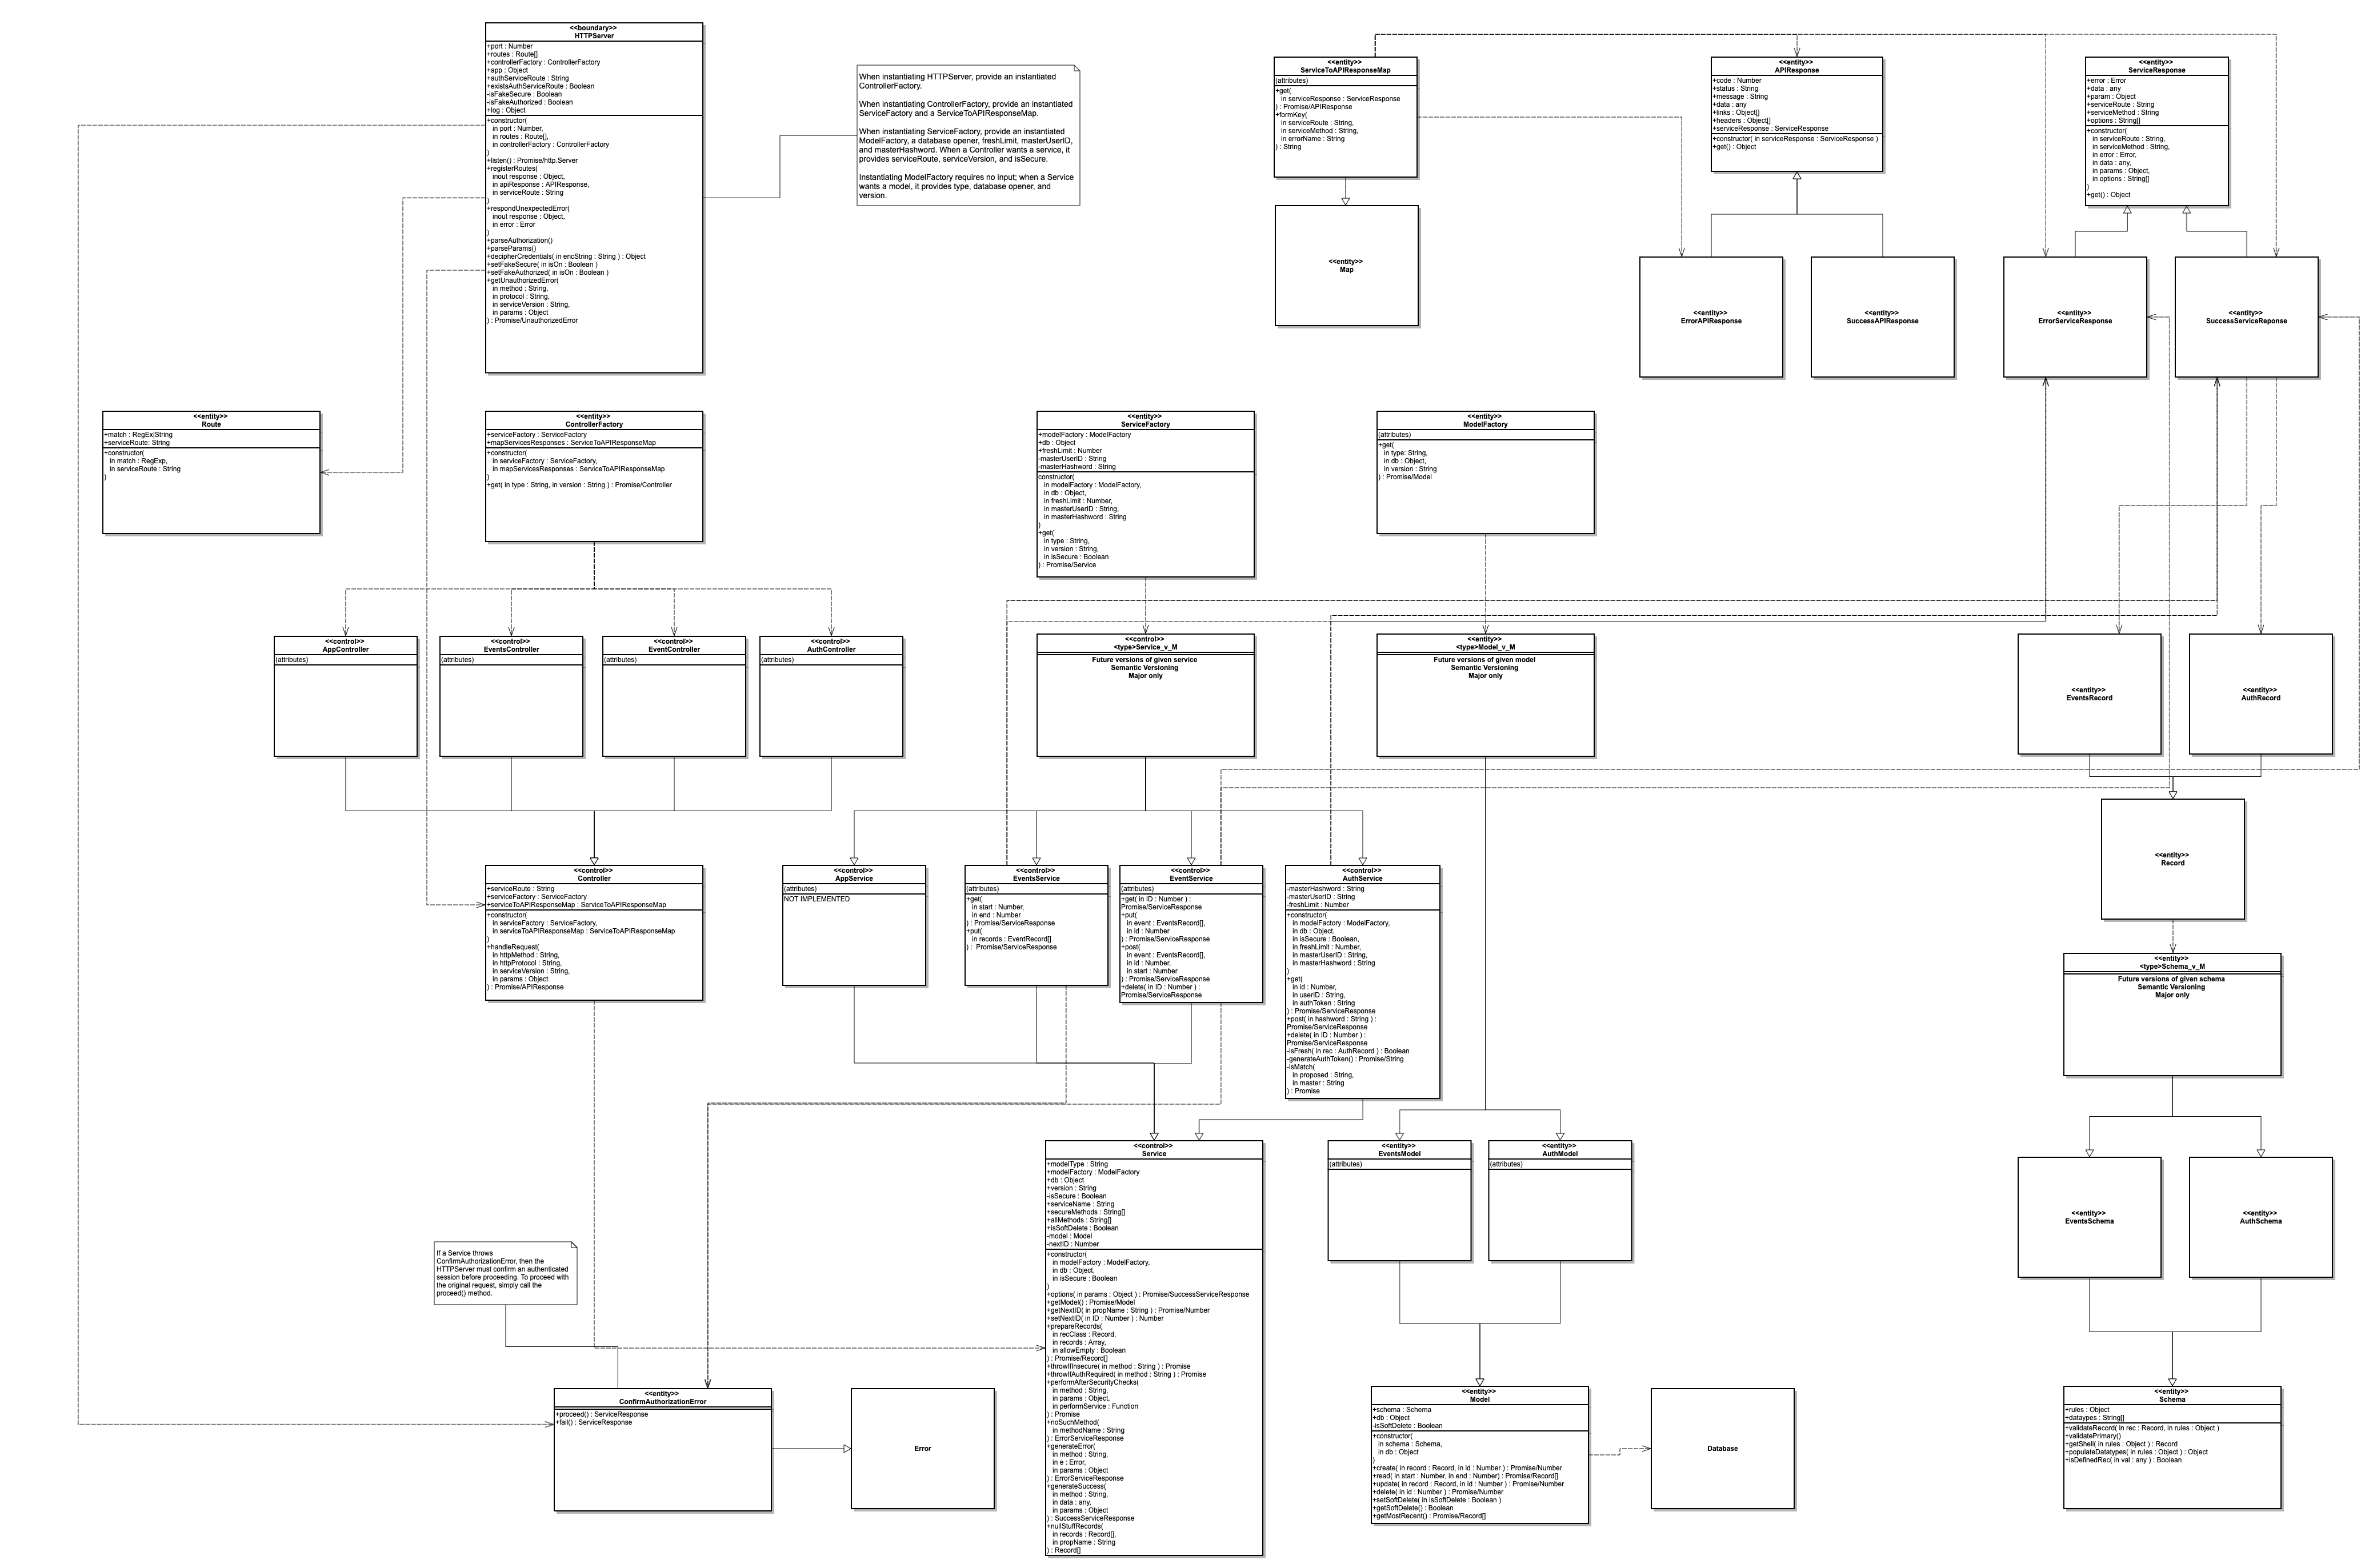 <<boundary>>
HTTPServer
+port : Number
+routes : Route[]
+controllerFactory : ControllerFactory
+app : Object
+authServiceRoute : String
+existsAuthServiceRoute : Boolean
-isFakeSecure : Boolean
-isFakeAuthorized : Boolean
+log : Object
+constructor(
in port : Number,
in routes : Route[],
in controllerFactory : ControllerFactory
)
+listen() : Promise/http.Server
+registerRoutes(
inout response : Object,
in apiResponse : APIResponse,
in serviceRoute : String
)
+respondUnexpectedError(
inout response : Object,
in error : Error
)
+parseAuthorization()
+parseParams()
+decipherCredentials( in encString : String ) : Object
+setFakeSecure( in isOn : Boolean )
+setFakeAuthorized( in isOn : Boolean )
+getUnauthorizedError(
in method : String,
in protocol : String,
in serviceVersion : String,
in params : Object
) : Promise/UnauthorizedError
When instantiating HTTPServer, provide an instantiated
ControllerFactory.
When instantiating ControllerFactory, provide an instantiated
ServiceFactory and a ServiceToAPIResponseMap.
When instantiating ServiceFactory, provide an instantiated
ModelFactory, a database opener, freshLimit, masterUserID,
and masterHashword. When a Controller wants a service, it
provides serviceRoute, serviceVersion, and isSecure.
Instantiating ModelFactory requires no input; when a Service
wants a model, it provides type, database opener, and
version.
<<entity>>
ServiceToAPIResponseMap
(attributes)
+get(
in serviceResponse : ServiceResponse
) : Promise/APIResponse
+formKey(
in serviceRoute : String,
in serviceMethod : String,
in errorName : String
) : String
<<entity>>
APIResponse
+code : Number
+status : String
+message : String
+data : any
+links : Object[]
+headers : Object[]
+serviceResponse : ServiceResponse
+constructor( in serviceResponse : ServiceResponse )
+get() : Object
<<entity>>
ServiceResponse
+error : Error
+data : any
+param : Object
+serviceRoute : String
+serviceMethod : String
+options : String[]
+constructor(
in serviceRoute : String,
in serviceMethod : String,
in error : Error,
in data : any,
in params : Object,
in options : String[]
)
+get() : Object
<<entity>>
Map
<<entity>>
ErrorAPIResponse
<<entity>>
SuccessAPIResponse
<<entity>>
ErrorServiceResponse
<<entity>>
SuccessServiceReponse
<<entity>>
Route
+match : RegEx|String
+serviceRoute: String
+constructor(
in match : RegExp,
in serviceRoute : String
)
<<entity>>
ControllerFactory
+serviceFactory : ServiceFactory
+mapServicesResponses : ServiceToAPIResponseMap
+constructor(
in serviceFactory : ServiceFactory,
in mapServicesResponses : ServiceToAPIResponseMap
)
+get( in type : String, in version : String ) : Promise/Controller
<<entity>>
ServiceFactory
+modelFactory : ModelFactory
+db : Object
+freshLimit : Number
-masterUserID : String
-masterHashword : String
constructor(
in modelFactory : ModelFactory,
in db : Object,
in freshLimit : Number,
in masterUserID : String,
in masterHashword : String
)
+get(
in type : String,
in version : String,
in isSecure : Boolean
) : Promise/Service
<<entity>>
ModelFactory
(attributes)
+get(
in type: String,
in db : Object,
in version : String
) : Promise/Model
<<control>>
AppController
(attributes)
<<control>>
EventsController
(attributes)
<<control>>
EventController
(attributes)
<<control>>
AuthController
(attributes)
<<control>>
<type>Service_v_M
Future versions of given service
Semantic Versioning
Major only
<<entity>>
<type>Model_v_M
Future versions of given model
Semantic Versioning
Major only
<<entity>>
EventsRecord
<<entity>>
AuthRecord
<<entity>>
Record
<<control>>
Controller
+serviceRoute : String
+serviceFactory : ServiceFactory
+serviceToAPIResponseMap : ServiceToAPIResponseMap
+constructor(
in serviceFactory : ServiceFactory,
in serviceToAPIResponseMap : ServiceToAPIResponseMap
)
+handleRequest(
in httpMethod : String,
in httpProtocol : String,
in serviceVersion : String,
in params : Object
) : Promise/APIResponse
<<control>>
AppService
(attributes)
NOT IMPLEMENTED
<<control>>
EventsService
(attributes)
+get(
in start : Number,
in end : Number
) : Promise/ServiceResponse
+put(
in records : EventRecord[]
) : Promise/ServiceResponse
<<control>>
EventService
(attributes)
+get( in ID : Number ) :
Promise/ServiceResponse
+put(
in event : EventsRecord[],
in id : Number
) : Promise/ServiceResponse
+post(
in event : EventsRecord[],
in id : Number,
in start : Number
) : Promise/ServiceResponse
+delete( in ID : Number ) :
Promise/ServiceResponse
<<control>>
AuthService
-masterHashword : String
-masterUserID : String
-freshLimit : Number
+constructor(
in modelFactory : ModelFactory,
in db : Object,
in isSecure : Boolean,
in freshLimit : Number,
in masterUserID : String,
in masterHashword : String
)
+get(
in id : Number,
in userID : String,
in authToken : String
) : Promise/ServiceResponse
+post( in hashword : String ) :
Promise/ServiceResponse
+delete( in ID : Number ) :
Promise/ServiceResponse
-isFresh( in rec : AuthRecord ) : Boolean
-generateAuthToken() : Promise/String
-isMatch(
in proposed : String,
in master : String
) : Promise
<<entity>>
<type>Schema_v_M
Future versions of given schema
Semantic Versioning
Major only
<<control>>
Service
+modelType : String
+modelFactory : ModelFactory
+db : Object
+version : String
-isSecure : Boolean
+serviceName : String
+secureMethods : String[]
+allMethods : String[]
+isSoftDelete : Boolean
-model : Model
-nextID : Number
+constructor(
in modelFactory : ModelFactory,
in db : Object,
in isSecure : Boolean
)
+options( in params : Object ) : Promise/SuccessServiceResponse
+getModel() : Promise/Model
+getNextID( in propName : String ) : Promise/Number
+setNextID( in ID : Number ) : Number
+prepareRecords(
in recClass : Record,
in records : Array,
in allowEmpty : Boolean
) : Promise/Record[]
+throwIfInsecure( in method : String ) : Promise
+throwIfAuthRequired( in method : String ) : Promise
+performAfterSecurityChecks(
in method : String,
in params : Object,
in performService : Function
) : Promise
+noSuchMethod(
in methodName : String
) : ErrorServiceResponse
+generateError(
in method : String,
in e : Error,
in params : Object
) : ErrorServiceResponse
+generateSuccess(
in method : String,
in data : any,
in params : Object
) : SuccessServiceResponse
+nullStuffRecords(
in records : Record[],
in propName : String
) : Record[]
<<entity>>
EventsModel
(attributes)
<<entity>>
AuthModel
(attributes)
<<entity>>
EventsSchema
<<entity>>
AuthSchema
If a Service throws
ConfirmAuthorizationError, then the
HTTPServer must confirm an authenticated
session before proceeding. To proceed with
the original request, simply call the
proceed() method.
<<entity>>
ConfirmAuthorizationError
+proceed() : ServiceResponse
+fail() : ServiceResponse
Error
<<entity>>
Model
+schema : Schema
+db : Object
-isSoftDelete : Boolean
+constructor(
in schema : Schema,
in db : Object
)
+create( in record : Record, in id : Number ) : Promise/Number
+read( in start : Number, in end : Number) : Promise/Record[]
+update( in record : Record, in id : Number ) : Promise/Number
+delete( in id : Number ) : Promise/Number
+setSoftDelete( in isSoftDelete : Boolean )
+getSoftDelete() : Boolean
+getMostRecent() : Promise/Record[]
Database
<<entity>>
Schema
+rules : Object
+dataypes : String[]
+validateRecord( in rec : Record, in rules : Object )
+validatePrimary()
+getShell( in rules : Object ) : Record
+populateDatatypes( in rules : Object ) : Object
+isDefinedRec( in val : any ) : Boolean